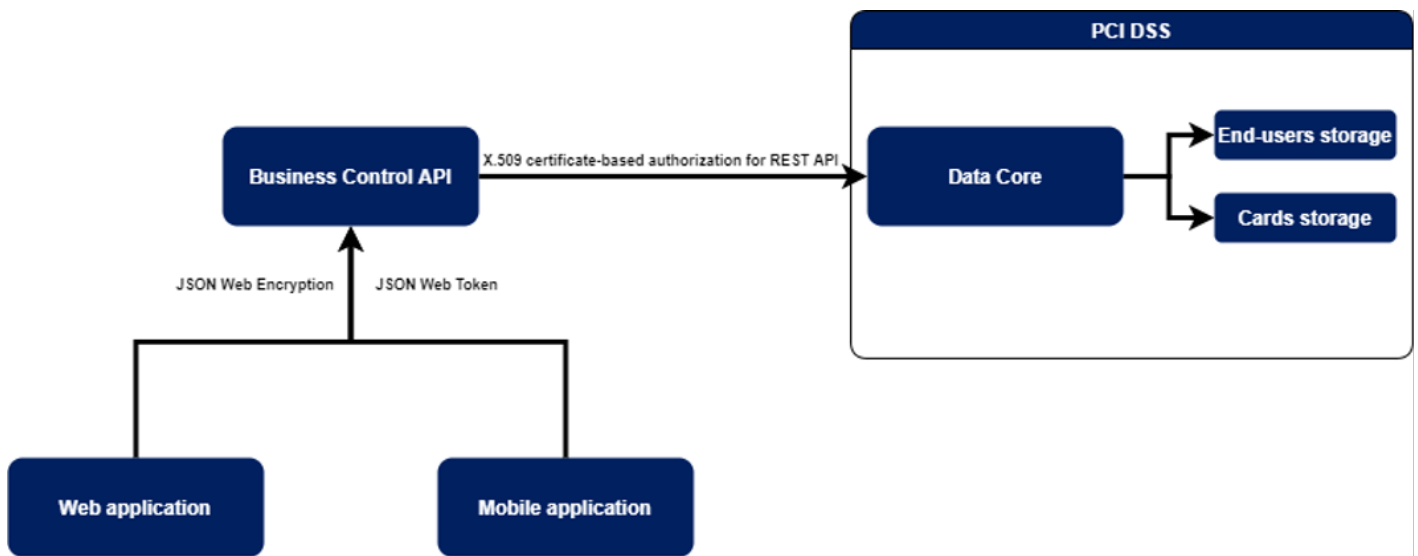 PCI DSS
End-users storage
Business Control API
X.509 certificate-based authorization for REST API
Data Core
Cards storage
JSON Web Encryption
JSON Web Token
Web application
Mobile application